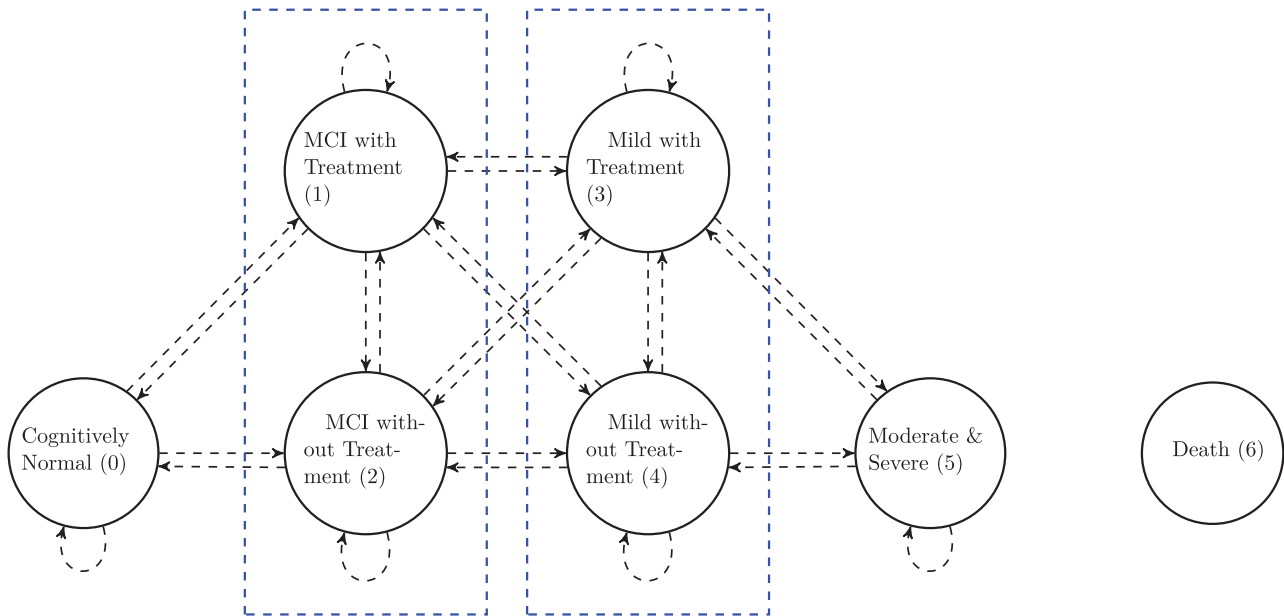 MCI with
Treatment
(1)
Mild with
Treatment
(3)
Cognitively
Normal (0)
MCI with-
out Treat-
ment (2)
Mild with-
out Treat-
ment (4)
Moderate &
Severe (5)
Death (6)